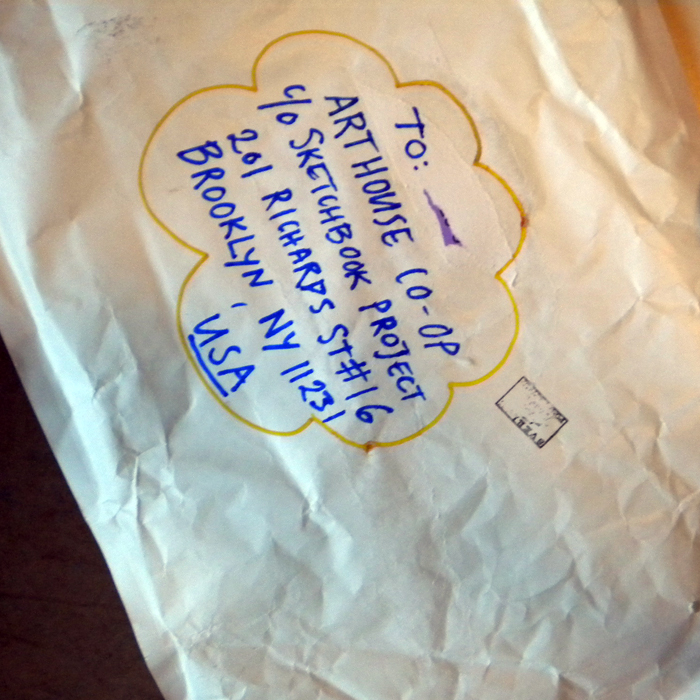 TO:
ARTHOUSE CO-OP
C/O SKETCHBOOK PROJECT
201 RICHARDS ST#16
BROOKLYN, NY 11231
USA